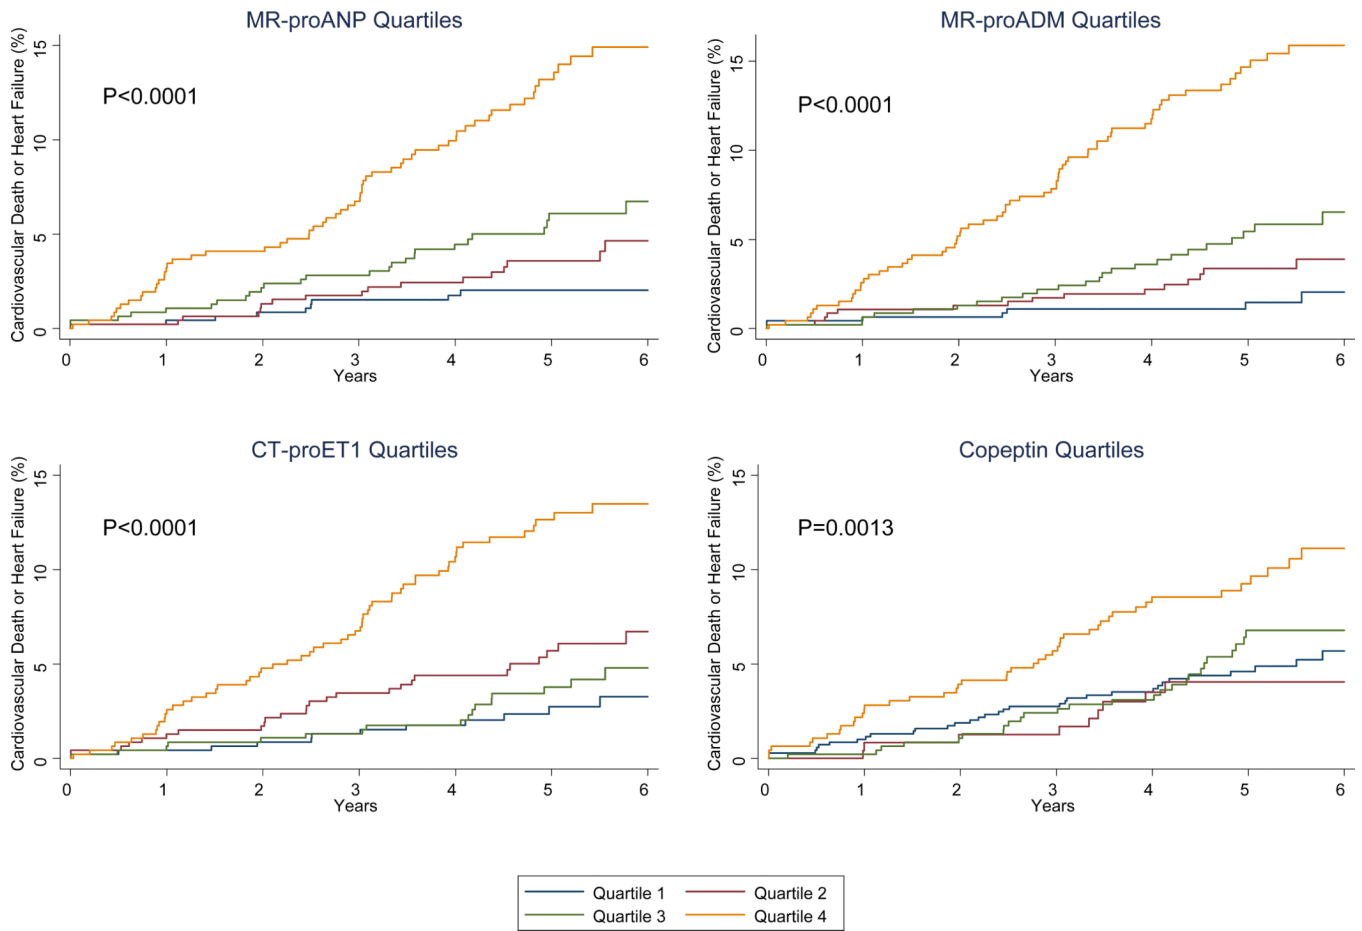 MR-proANP Quartiles
Cardiovascular Death or Heart Failure (%)
15
10
5
0
P<0.0001
0 1 2 3 4 5 6
Years
MR-proADM Quartiles
Cardiovascular Death or Heart Failure (%)
15
10
5
0
P<0.0001
0 1 2 3 4 5 6
Years
CT-proET1 Quartiles
Cardiovascular Death or Heart Failure (%)
15
10
5
0
P<0.0001
0 1 2 3 4 5 6
Years
Copeptin Quartiles
Cardiovascular Death or Heart Failure (%)
15
10
5
0
P=0.0013
0 1 2 3 4 5 6
Years
Quartile 1 Quartile 2
Quartile 3 Quartile 4